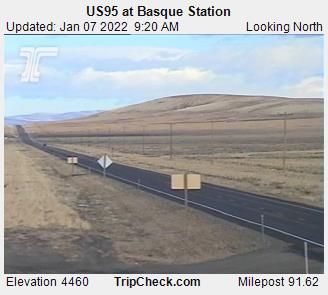 US95 at Basque Station
Updated: Jan 07 2022 9:20 AM Looking North
Elevation 4460 TripCheck.com Milepost 91.62